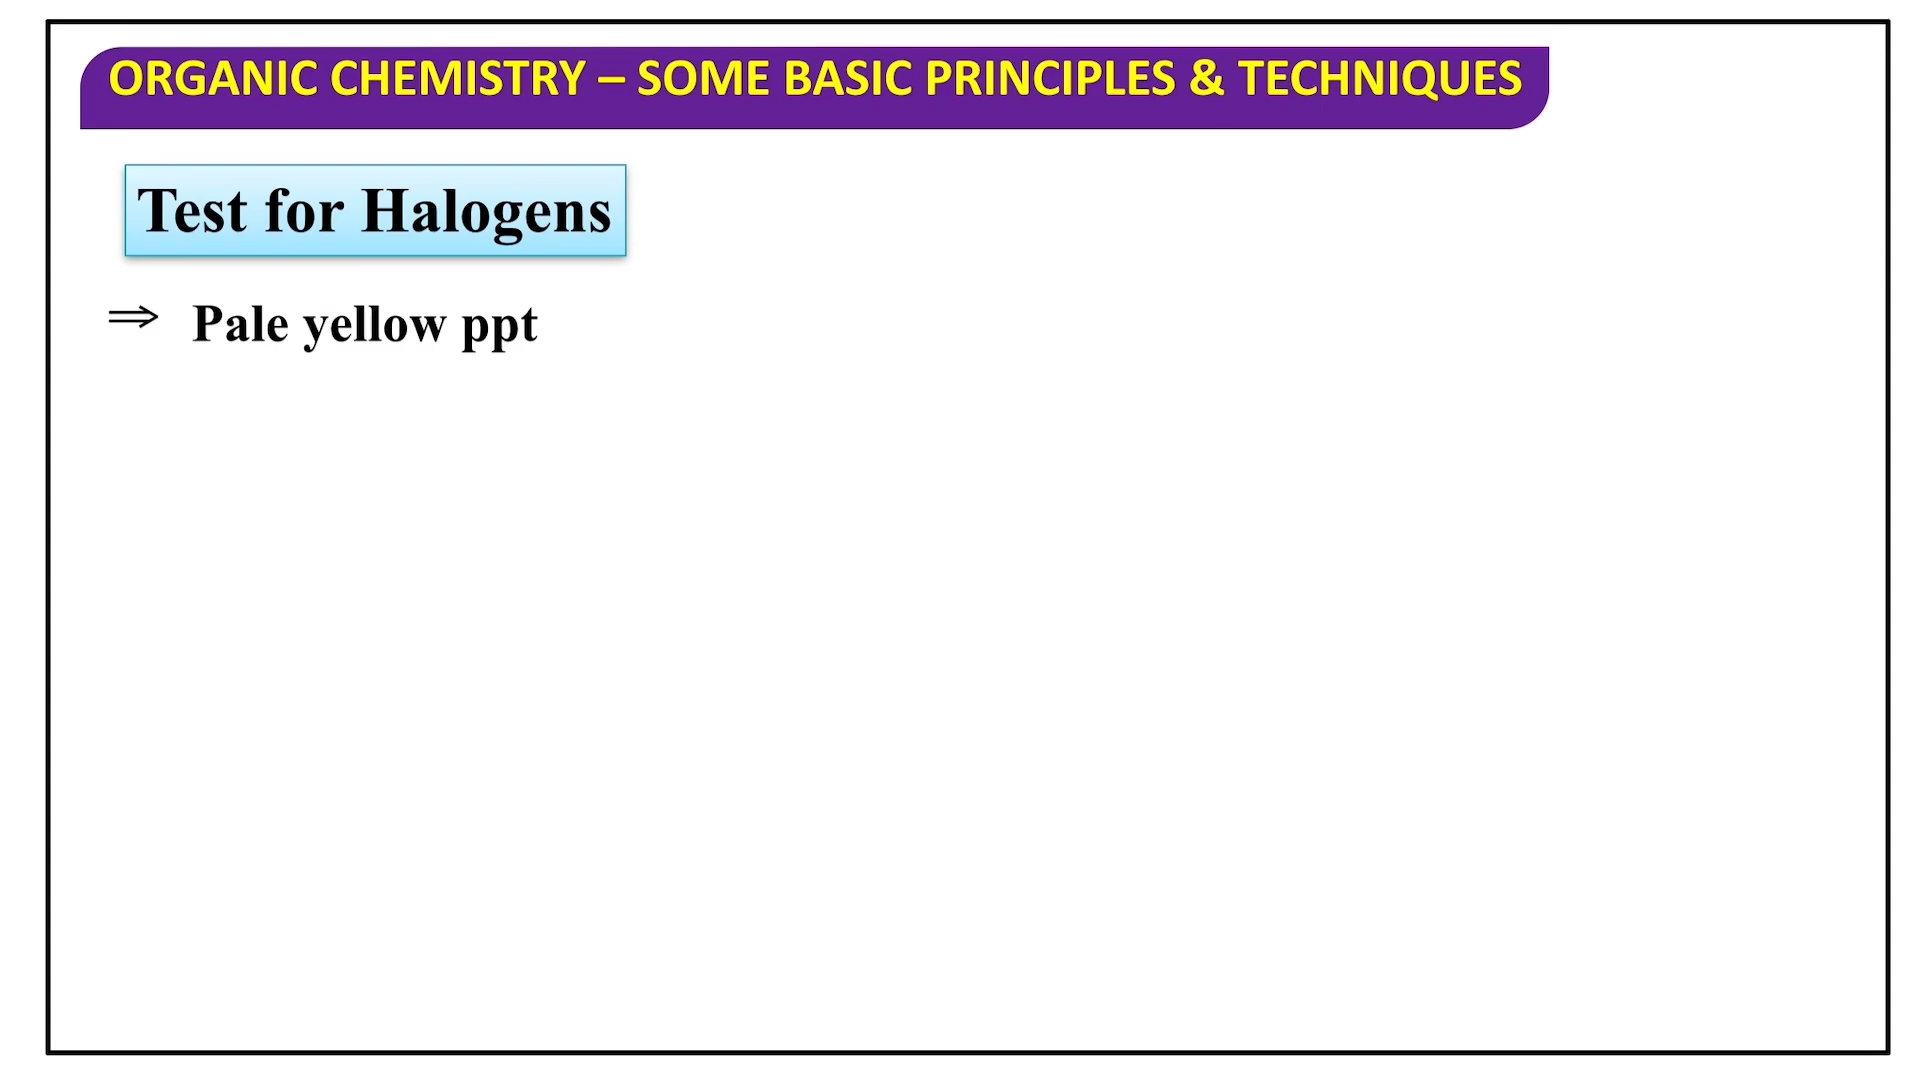 ORGANIC CHEMISTRY – SOME BASIC PRINCIPLES & TECHNIQUES
Test for Halogens
⇒ Pale yellow ppt